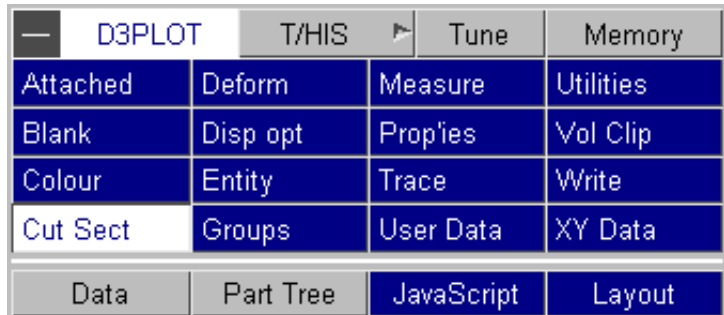 D3PLOT T/HIS Tune Memory
Attached Deform Measure Utilities
Blank Disp opt Prop'ies Vol Clip
Colour Entity Trace Write
Cut Sect Groups User Data XY Data
Data Part Tree JavaScript Layout